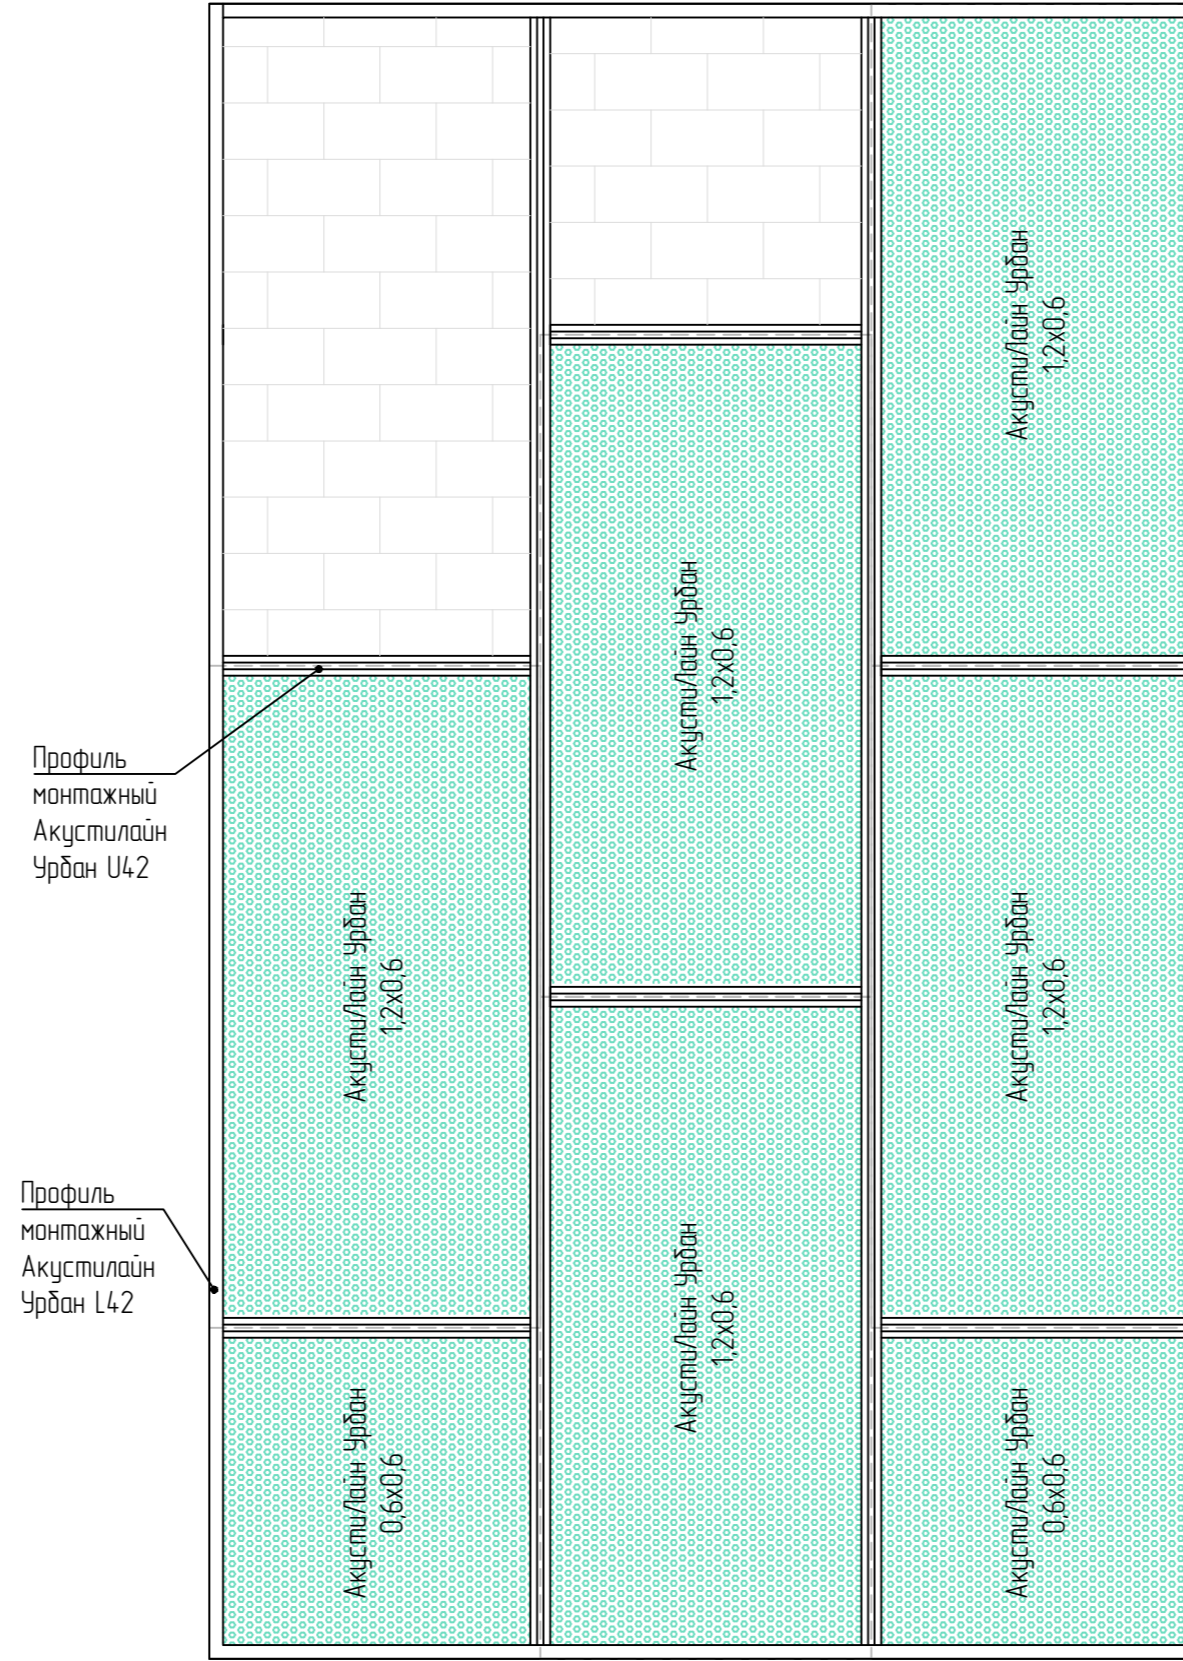 АкустиЛайн Урбан
1,2х0,6
АкустиЛайн Урбан
1,2х0,6
Профиль
монтажный
Акустилайн
Урбан U42
АкустиЛайн Урбан
1,2х0,6
АкустиЛайн Урбан
1,2х0,6
Профиль
монтажный
Акустилайн
Урбан L42
АкустиЛайн Урбан
1,2х0,6
АкустиЛайн Урбан
0,6х0,6
АкустиЛайн Урбан
0,6х0,6